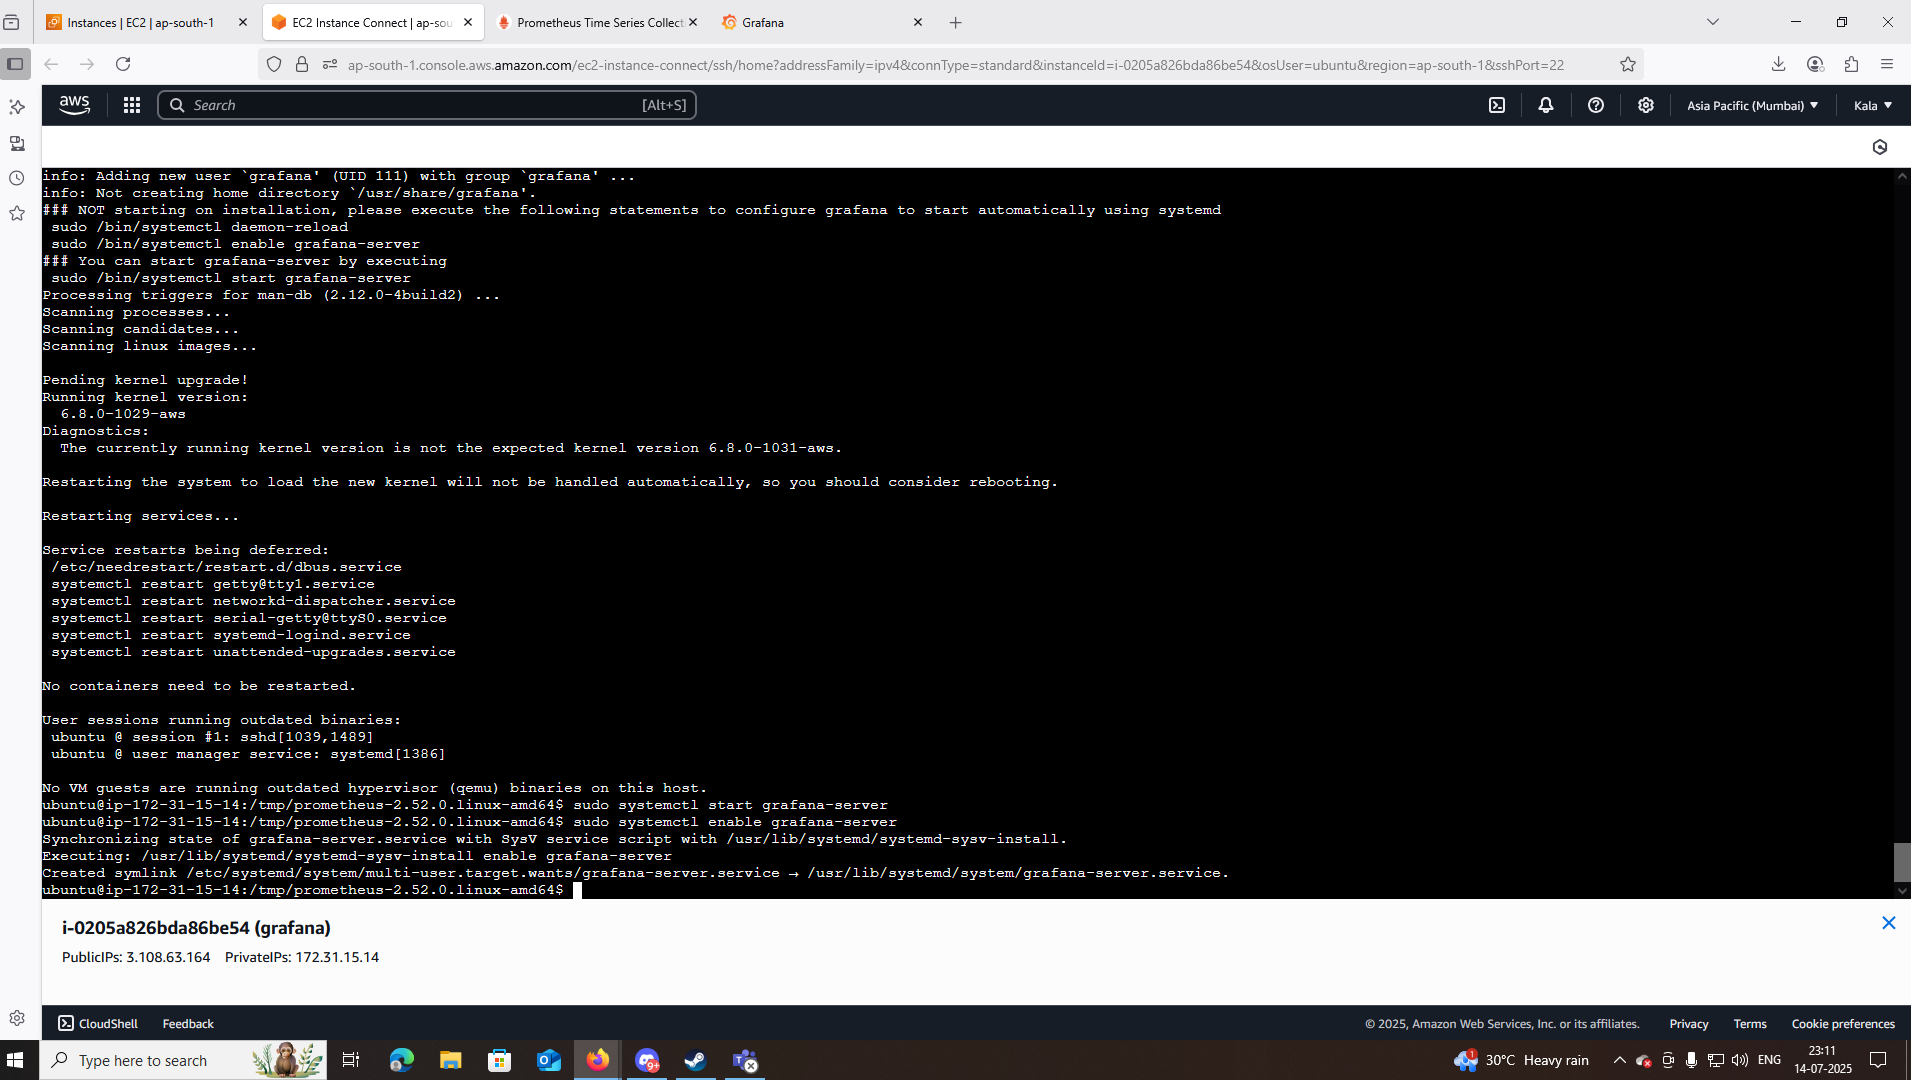 Instances | EC2 | ap-south-1
EC2 Instance Connect | ap-sou
Prometheus Time Series Collect
Grafana
ap-south-1.console.aws.amazon.com/ec2-instance-connect/ssh/home?addressFamily=ipv4&connType=standard&instanceId=i-0205a826bda86be54&osUser=ubuntu&region=ap-south-1&sshPort=22
aws
Search
[Alt+S]
Asia Pacific (Mumbai)
Kala
info: Adding new user `grafana' (UID 111) with group `grafana' ...
info: Not creating home directory `/usr/share/grafana'.
### NOT starting on installation, please execute the following statements to configure grafana to start automatically using systemd
sudo /bin/systemctl daemon-reload
sudo /bin/systemctl enable grafana-server
### You can start grafana-server by executing
sudo /bin/systemctl start grafana-server
Processing triggers for man-db (2.12.0-4build2) ...
Scanning processes...
Scanning candidates...
Scanning linux images...
Pending kernel upgrade!
Running kernel version:
6.8.0-1029-aws
Diagnostics:
The currently running kernel version is not the expected kernel version 6.8.0-1031-aws.
Restarting the system to load the new kernel will not be handled automatically, so you should consider rebooting.
Restarting services...
Service restarts being deferred:
/etc/needrestart/restart.d/dbus.service
systemctl restart getty@tty1.service
systemctl restart networkd-dispatcher.service
systemctl restart serial-getty@ttyS0.service
systemctl restart systemd-logind.service
systemctl restart unattended-upgrades.service
No containers need to be restarted.
User sessions running outdated binaries:
ubuntu @ session #1: sshd[1039,1489]
ubuntu @ user manager service: systemd[1386]
No VM guests are running outdated hypervisor (qemu) binaries on this host.
ubuntu@ip-172-31-15-14:/tmp/prometheus-2.52.0.linux-amd64$ sudo systemctl start grafana-server
ubuntu@ip-172-31-15-14:/tmp/prometheus-2.52.0.linux-amd64$ sudo systemctl enable grafana-server
Synchronizing state of grafana-server.service with SysV service script with /usr/lib/systemd/systemd-sysv-install.
Executing: /usr/lib/systemd/systemd-sysv-install enable grafana-server
Created symlink /etc/systemd/system/multi-user.target.wants/grafana-server.service → /usr/lib/systemd/system/grafana-server.service.
ubuntu@ip-172-31-15-14:/tmp/prometheus-2.52.0.linux-amd64$
i-0205a826bda86be54 (grafana)
PublicIPs: 3.108.63.164 PrivateIPs: 172.31.15.14
CloudShell
Feedback
© 2025, Amazon Web Services, Inc. or its affiliates.
Privacy
Terms
Cookie preferences
Type here to search
9+
1
30°C Heavy rain
ENG
23:11
14-07-2025